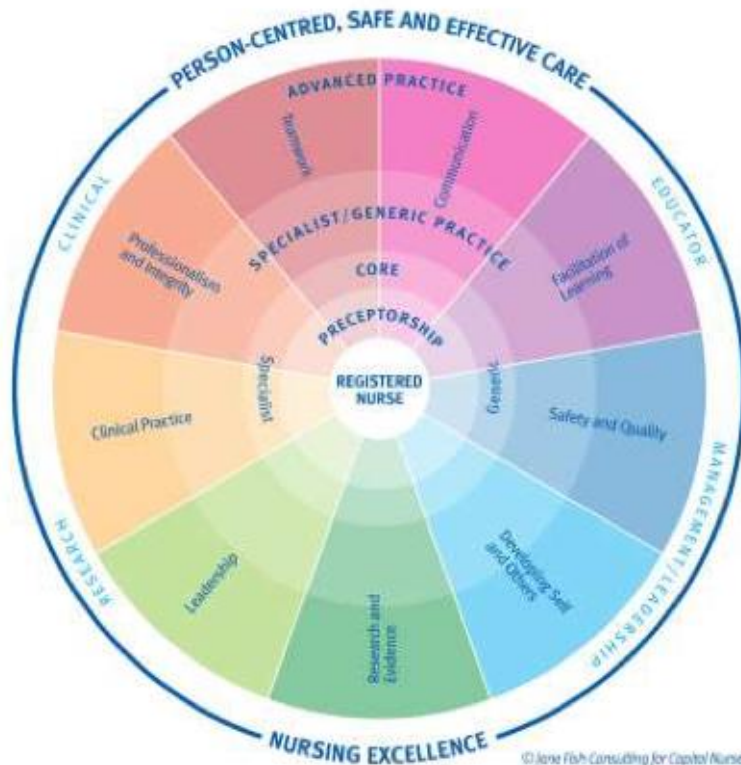 PERSON-CENTRED, SAFE AND EFFECTIVE CARE
ADVANCED PRACTICE
Teamwork
Communication
CLINICAL
EDUCATOR
SPECIALIST/GENERIC PRACTICE
Professionalism
and Integrity
Facilitation of
Learning
CORE
PRECEPTORSHIP
Specialist
Generic
REGISTERED
NURSE
Clinical Practice
Safety and Quality
RESEARCH
MANAGEMENT/LEADERSHIP
Leadership
Research and
Evidence
Developing Self
and Others
NURSING EXCELLENCE
© Jane Fish Consulting for Capital Nurse